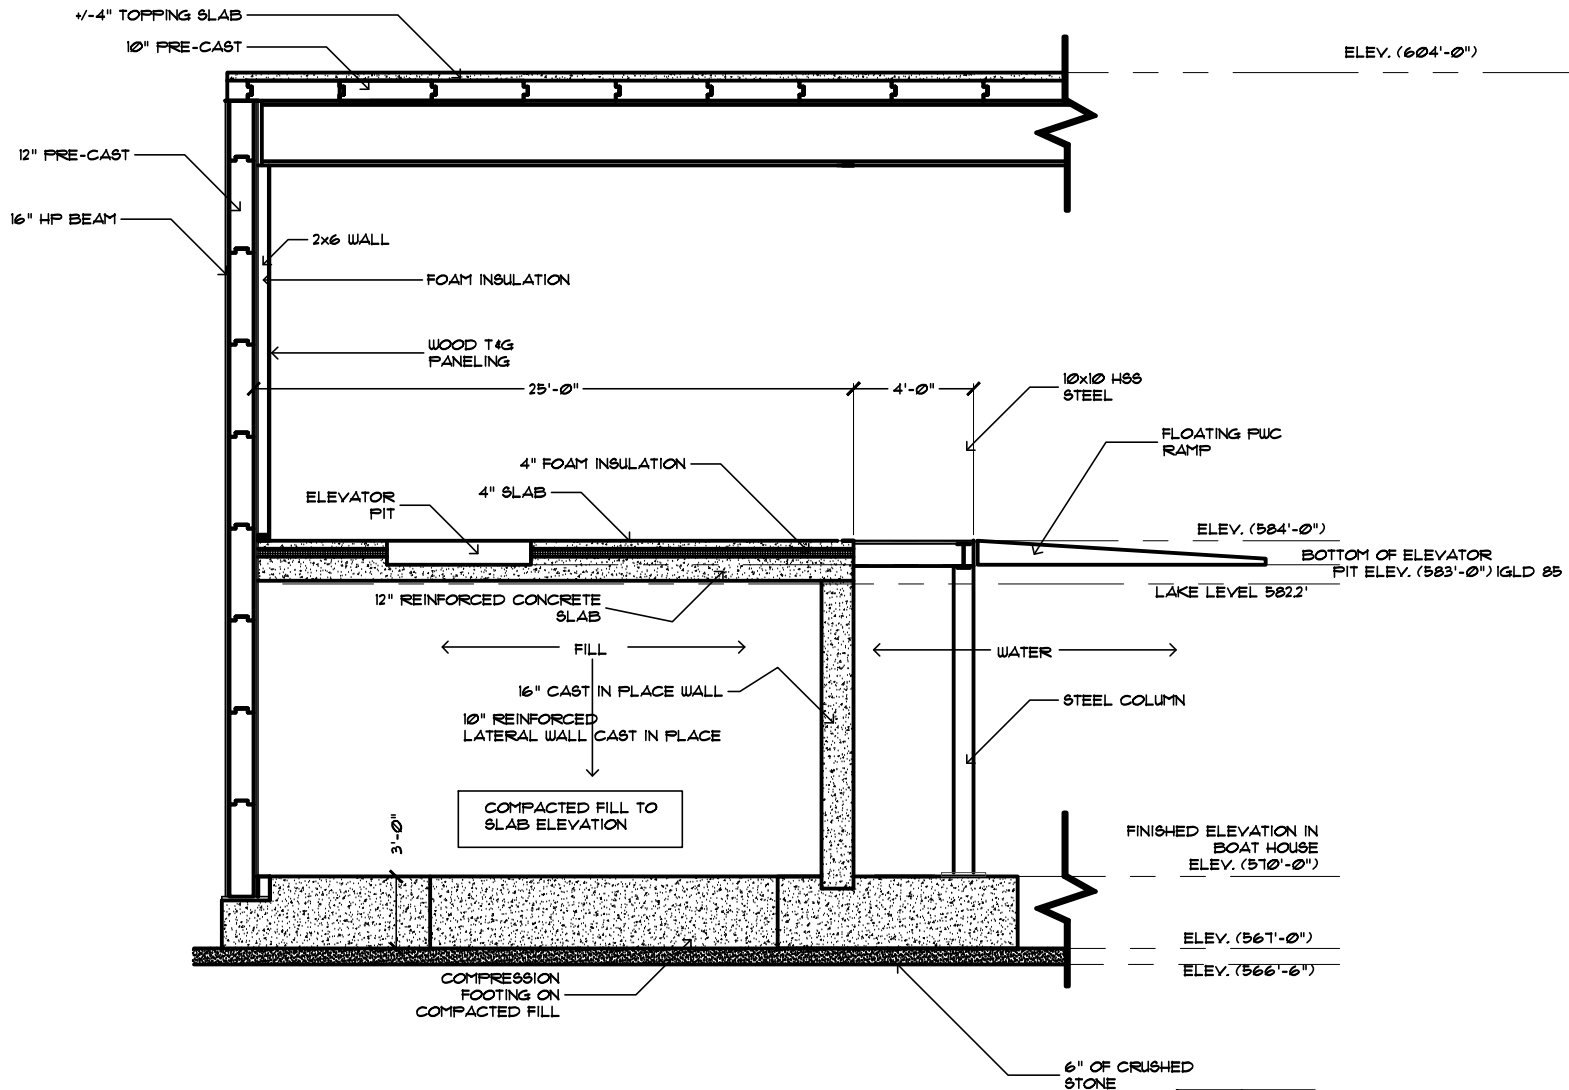 +/-4" TOPPING SLAB
10" PRE-CAST
ELEV. (604'-0")
12" PRE-CAST
16" HP BEAM
2x6 WALL
FOAM INSULATION
WOOD T&G
PANELING
25'-0"
4'-0"
10x10 HSS
STEEL
FLOATING PWC
RAMP
4" FOAM INSULATION
4" SLAB
ELEVATOR
PIT
ELEV. (584'-0")
BOTTOM OF ELEVATOR
PIT ELEV. (583'-0") IGLD 85
LAKE LEVEL 582.2'
12" REINFORCED CONCRETE
SLAB
FILL
WATER
16" CAST IN PLACE WALL
STEEL COLUMN
10" REINFORCED
LATERAL WALL CAST IN PLACE
COMPACTED FILL TO
SLAB ELEVATION
3'-0"
FINISHED ELEVATION IN
BOAT HOUSE
ELEV. (570'-0")
ELEV. (567'-0")
ELEV. (566'-6")
COMPRESSION
FOOTING ON
COMPACTED FILL
6" OF CRUSHED
STONE